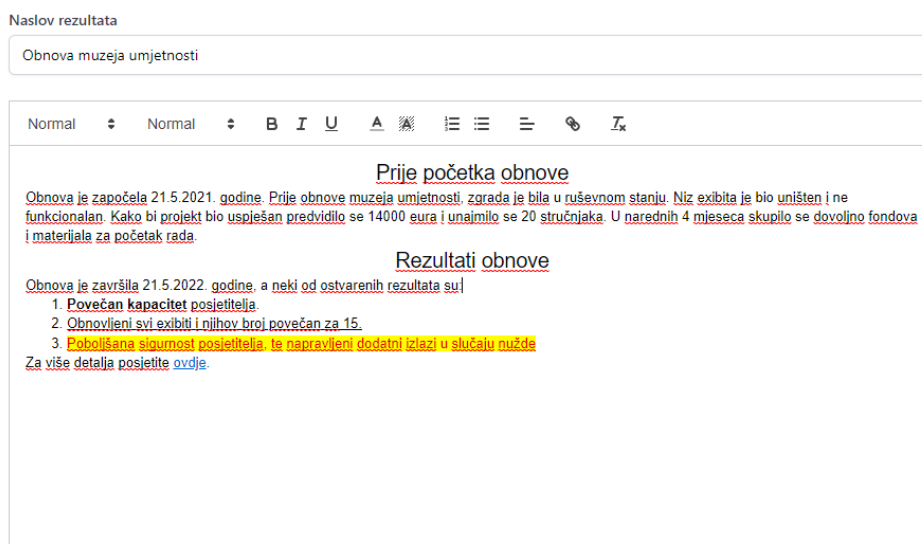 Naslov rezultata
Obnova muzeja umjetnosti
Normal Normal B I U A A
Prije početka obnove
Obnova je započela 21.5.2021. godine. Prije obnove muzeja umjetnosti, zgrada je bila u ruševnom stanju. Niz exibita je bio uništen i ne
funkcionalan. Kako bi projekt bio uspješan predvidilo se 14000 eura i unajmilo se 20 stručnjaka. U narednih 4 mjeseca skupilo se dovoljno fondova
i materijala za početak rada.
Rezultati obnove
Obnova je završila 21.5.2022. godine, a neki od ostvarenih rezultata su:
1. Povečan kapacitet posjetitelja.
2. Obnovljeni svi exibiti i njihov broj povečan za 15.
3. Poboljšana sigurnost posjetitelja, te napravljeni dodatni izlazi u slučaju nužde
Za više detalja posjetite ovdje.